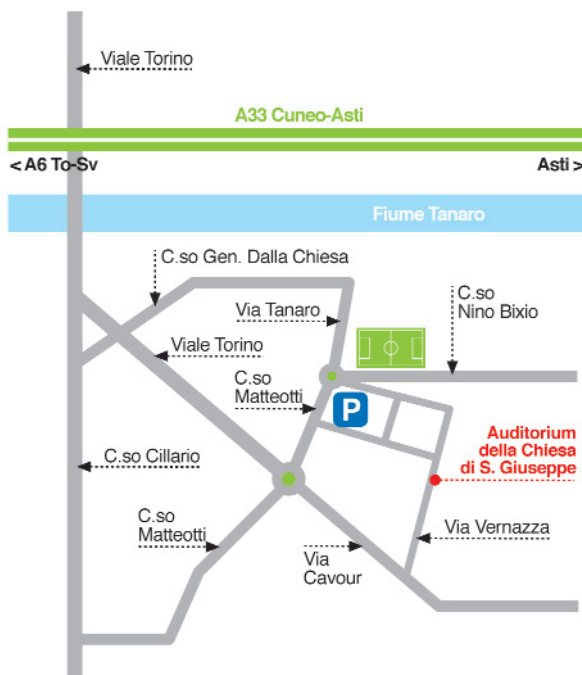 Viale Torino
A33 Cuneo-Asti
< A6 To-Sv
Asti >
Fiume Tanaro
C.so Gen. Dalla Chiesa
C.so
Nino Bixio
Via Tanaro
Viale Torino
C.so
Matteotti
P
Auditorium
della Chiesa
di S. Giuseppe
C.so Cillario
C.so
Matteotti
Via
Cavour
Via Vernazza